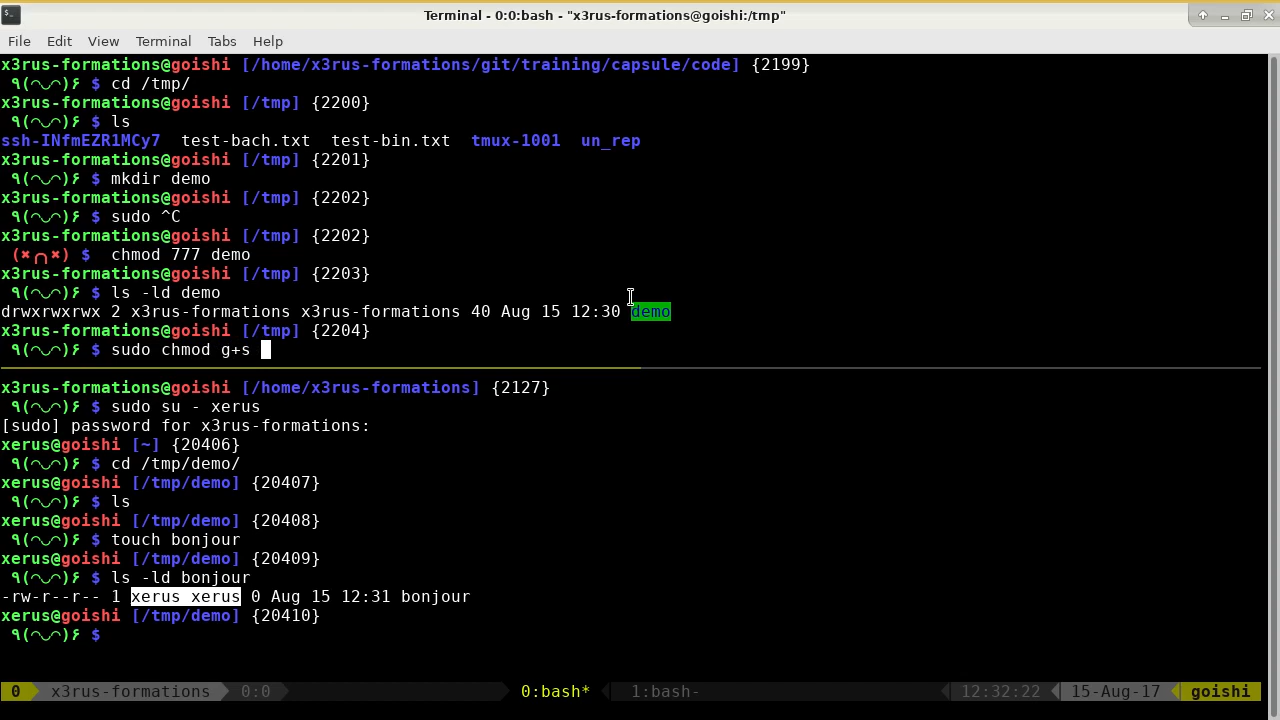 Terminal - 0:0:bash - "x3rus-formations@goishi:/tmp"
File Edit View Terminal Tabs Help
x3rus-formations@goishi [/home/x3rus-formations/git/training/capsule/code] {2199}
٩(◠◡◠)۶ $ cd /tmp/
x3rus-formations@goishi [/tmp] {2200}
٩(◠◡◠)۶ $ ls
ssh-INfmEZR1MCy7 test-bach.txt test-bin.txt tmux-1001 un_rep
x3rus-formations@goishi [/tmp] {2201}
٩(◠◡◠)۶ $ mkdir demo
x3rus-formations@goishi [/tmp] {2202}
٩(◠◡◠)۶ $ sudo ^C
x3rus-formations@goishi [/tmp] {2202}
(✖╭╮✖) $ chmod 777 demo
x3rus-formations@goishi [/tmp] {2203}
٩(◠◡◠)۶ $ ls -ld demo
drwxrwxrwx 2 x3rus-formations x3rus-formations 40 Aug 15 12:30 demo
x3rus-formations@goishi [/tmp] {2204}
٩(◠◡◠)۶ $ sudo chmod g+s
x3rus-formations@goishi [/home/x3rus-formations] {2127}
٩(◠◡◠)۶ $ sudo su - xerus
[sudo] password for x3rus-formations:
xerus@goishi [~] {20406}
٩(◠◡◠)۶ $ cd /tmp/demo/
xerus@goishi [/tmp/demo] {20407}
٩(◠◡◠)۶ $ ls
xerus@goishi [/tmp/demo] {20408}
٩(◠◡◠)۶ $ touch bonjour
xerus@goishi [/tmp/demo] {20409}
٩(◠◡◠)۶ $ ls -ld bonjour
-rw-r--r-- 1 xerus xerus 0 Aug 15 12:31 bonjour
xerus@goishi [/tmp/demo] {20410}
٩(◠◡◠)۶ $
0 x3rus-formations 0:0 0:bash* 1:bash- 12:32:22 15-Aug-17 goishi